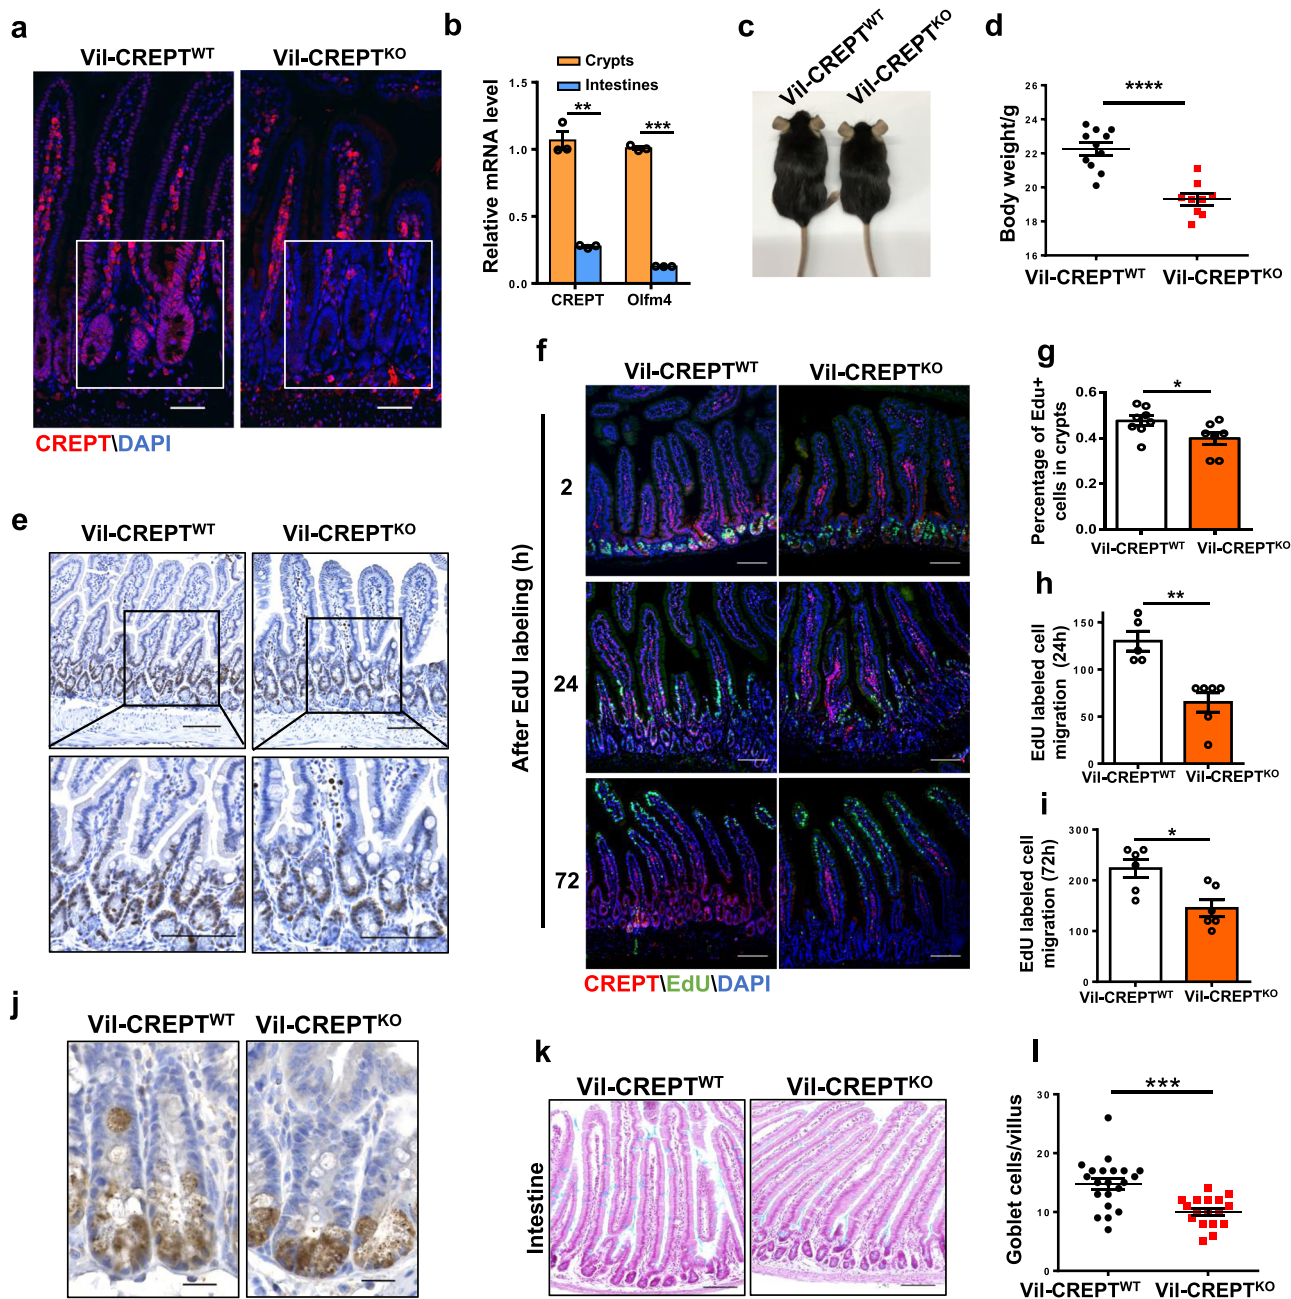 a
Vil-CREPTWT
Vil-CREPTKO
CREPT\DAPI
b
Crypts
Intestines
Relative mRNA level
1.5
1.0
0.5
0.0
**
***
CREPT
Olfm4
c
Vil-CREPTWT
Vil-CREPTKO
d
Body weight/g
26
24
22
20
18
16
****
Vil-CREPTWT
Vil-CREPTKO
e
Vil-CREPTWT
Vil-CREPTKO
f
Vil-CREPTWT
Vil-CREPTKO
After EdU labeling (h)
2
24
72
CREPT\EdU\DAPI
g
Percentage of Edu+
cells in crypts
0.6
0.4
0.2
0.0
*
Vil-CREPTWT
Vil-CREPTKO
h
EdU labeled cell
migration (24h)
150
100
50
0
**
Vil-CREPTWT
Vil-CREPTKO
i
EdU labeled cell
migration (72h)
300
200
100
0
*
Vil-CREPTWT
Vil-CREPTKO
j
Vil-CREPTWT
Vil-CREPTKO
k
Vil-CREPTWT
Vil-CREPTKO
Intestine
l
Goblet cells/villus
30
20
10
0
***
Vil-CREPTWT
Vil-CREPTKO